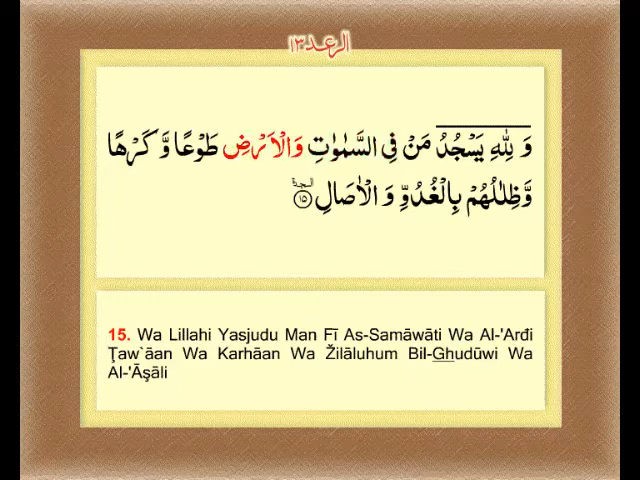 الرعد ١٣
وَ لِلّٰهِ يَسْجُدُ مَنْ فِى السَّمٰوٰتِ وَالْاَرْضِ طَوْعًا وَّ كَرْهًا
وَّظِلٰلُهُمْ بِالْغُدُوِّ وَ الْاٰصَالِ ۩ ۝١٥
15. Wa Lillahi Yasjudu Man Fī As-Samāwāti Wa Al-'Arđi
Ţaw`āan Wa Karhāan Wa Žilāluhum Bil-Ghudūwi Wa
Al-'Āşāli